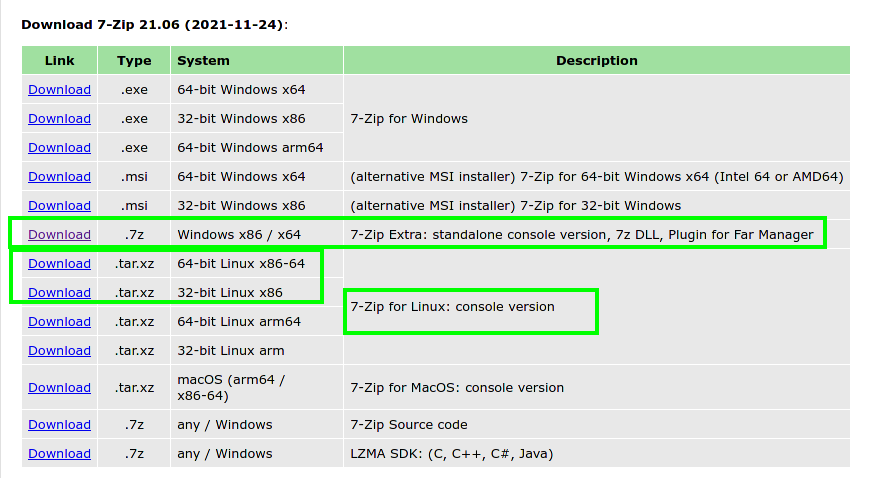 Download 7-Zip 21.06 (2021-11-24):
Link Type System Description
Download .exe 64-bit Windows x64
Download .exe 32-bit Windows x86 7-Zip for Windows
Download .exe 64-bit Windows arm64
Download .msi 64-bit Windows x64 (alternative MSI installer) 7-Zip for 64-bit Windows x64 (Intel 64 or AMD64)
Download .msi 32-bit Windows x86 (alternative MSI installer) 7-Zip for 32-bit Windows
Download .7z Windows x86 / x64 7-Zip Extra: standalone console version, 7z DLL, Plugin for Far Manager
Download .tar.xz 64-bit Linux x86-64
Download .tar.xz 32-bit Linux x86
7-Zip for Linux: console version
Download .tar.xz 64-bit Linux arm64
Download .tar.xz 32-bit Linux arm
Download .tar.xz macOS (arm64 / x86-64) 7-Zip for MacOS: console version
Download .7z any / Windows 7-Zip Source code
Download .7z any / Windows LZMA SDK: (C, C++, C#, Java)